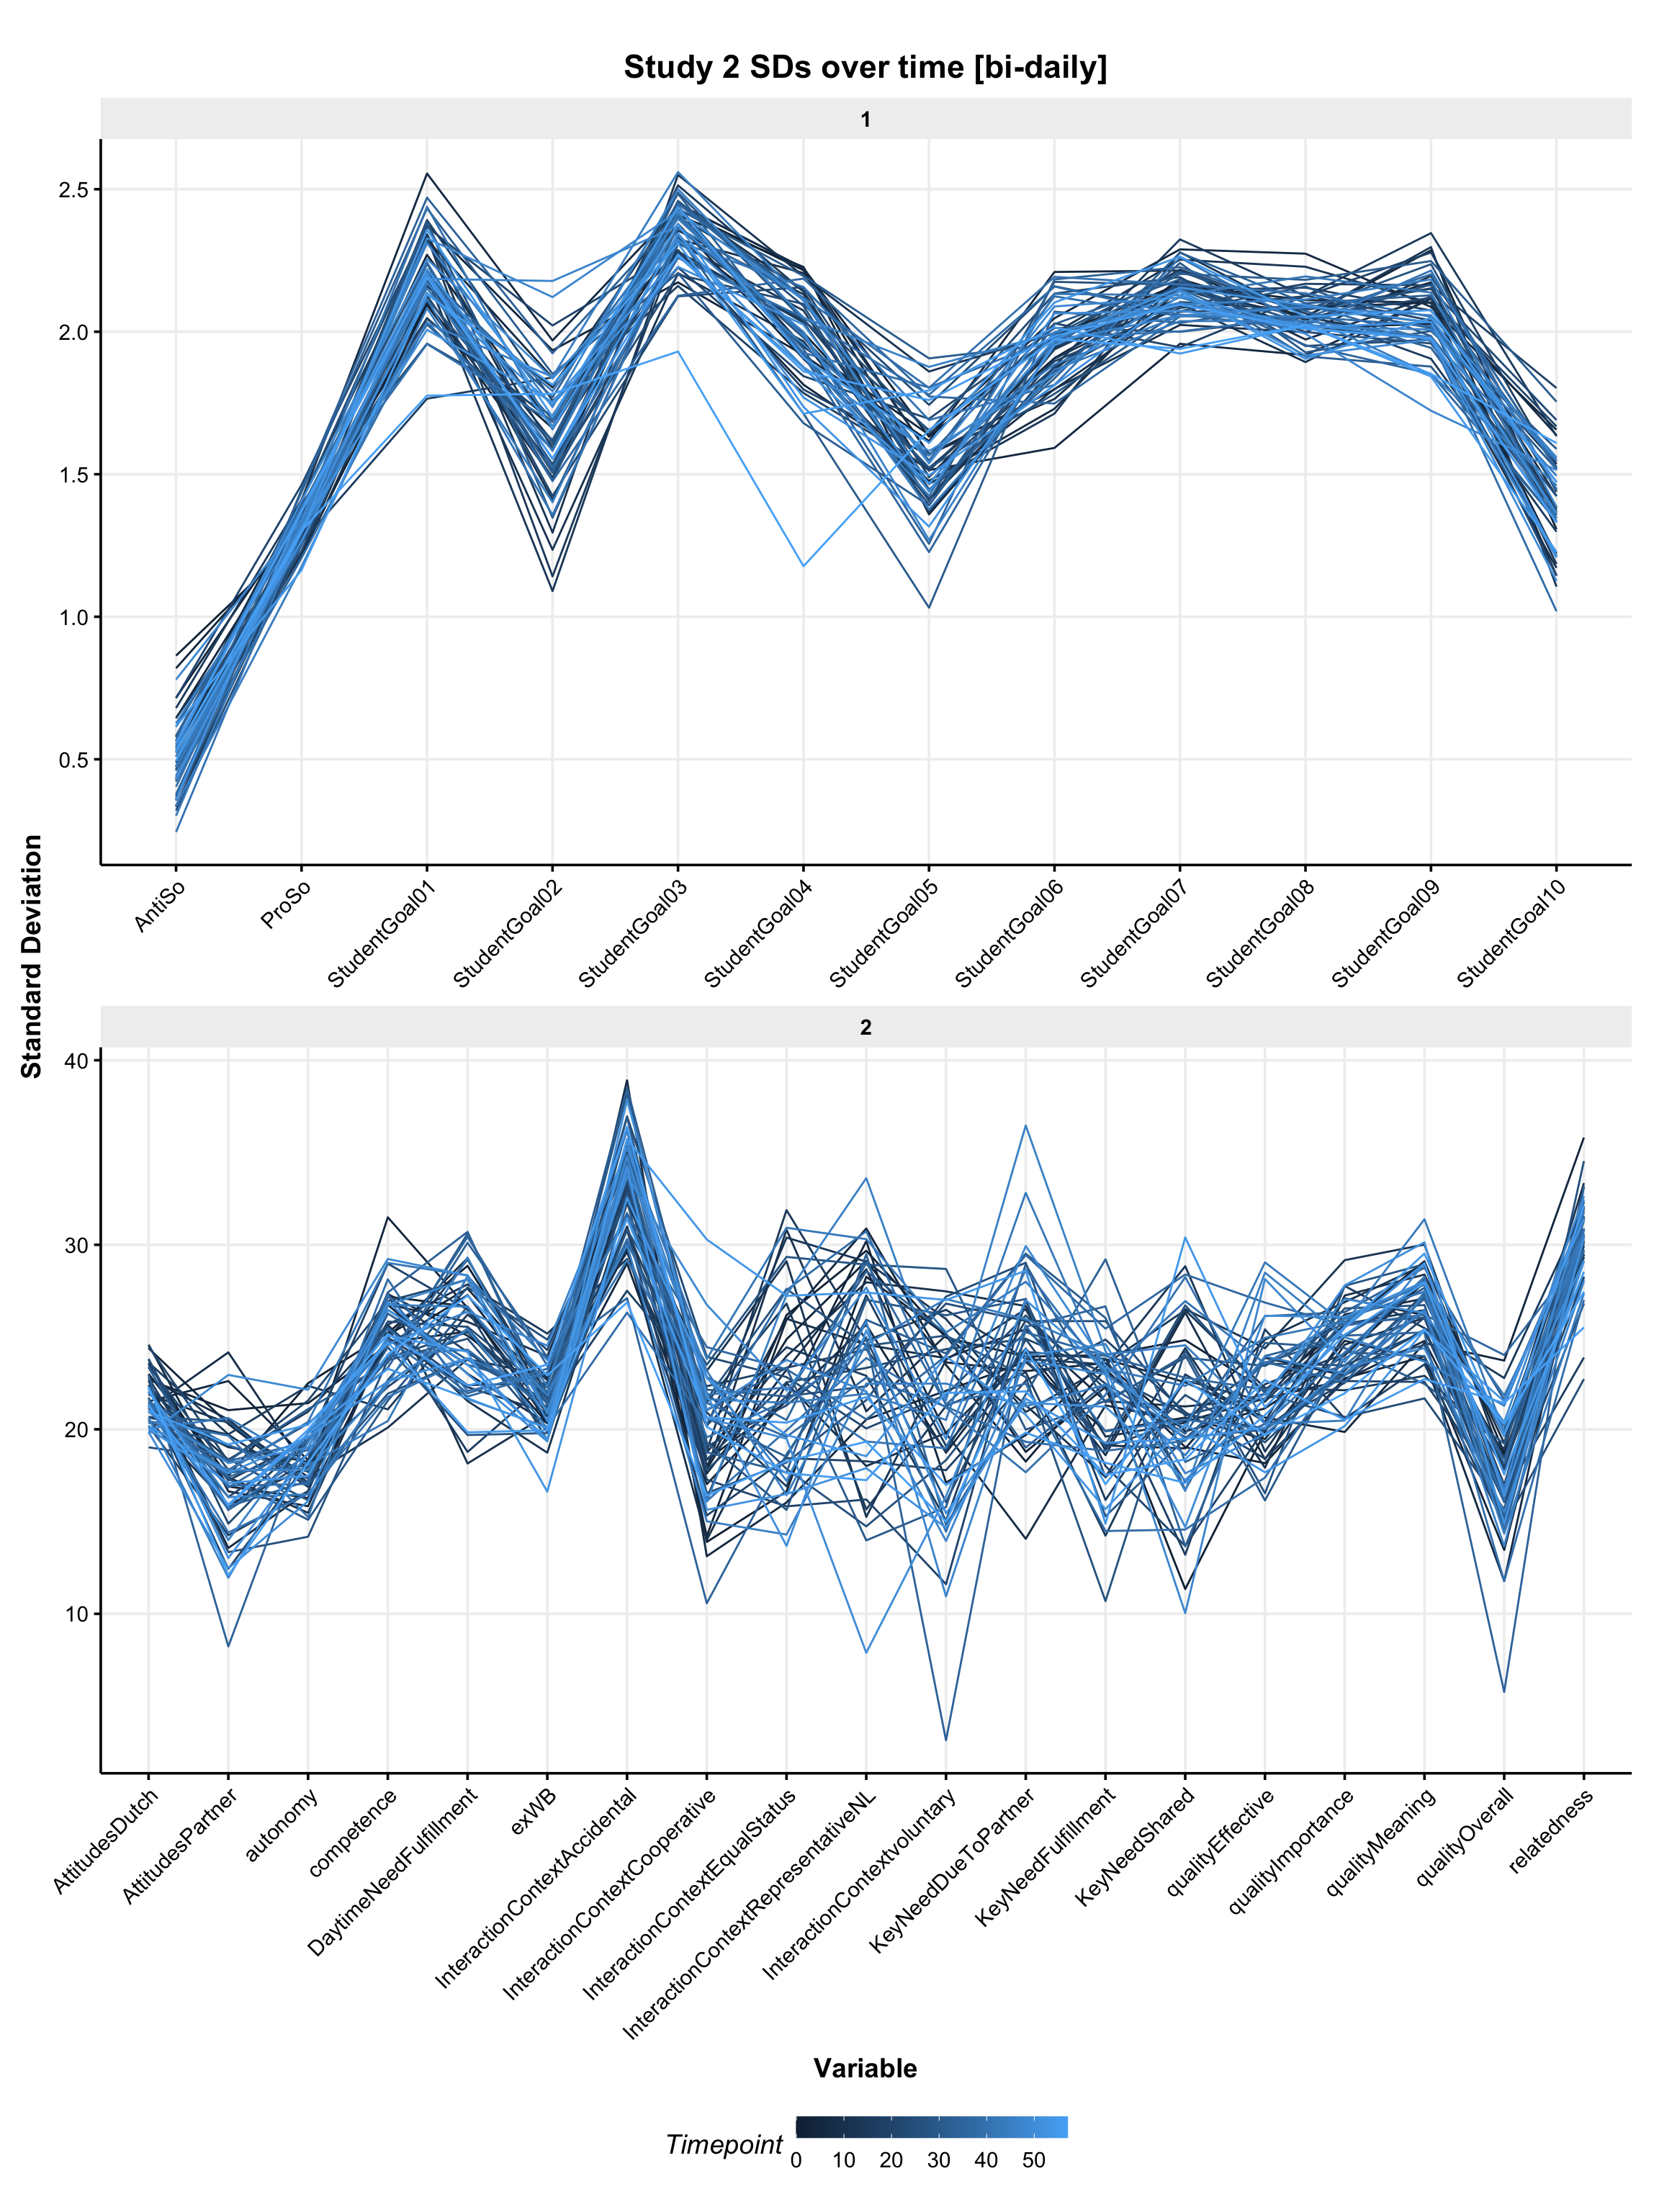 Study 2 SDs over time [bi-daily]
1
2.5
2.0
1.5
1.0
0.5
AntiSo
ProSo
StudentGoal01
StudentGoal02
StudentGoal03
StudentGoal04
StudentGoal05
StudentGoal06
StudentGoal07
StudentGoal08
StudentGoal09
StudentGoal10
Standard Deviation
2
40
30
20
10
AttitudesDutch
AttitudesPartner
autonomy
competence
DaytimeNeedFulfillment
exWB
InteractionContextAccidental
InteractionContextCooperative
InteractionContextEqualStatus
InteractionContextRepresentativeNL
InteractionContextvoluntary
KeyNeedDueToPartner
KeyNeedFulfillment
KeyNeedShared
qualityEffective
qualityImportance
qualityMeaning
qualityOverall
relatedness
Variable
Timepoint
0 10 20 30 40 50